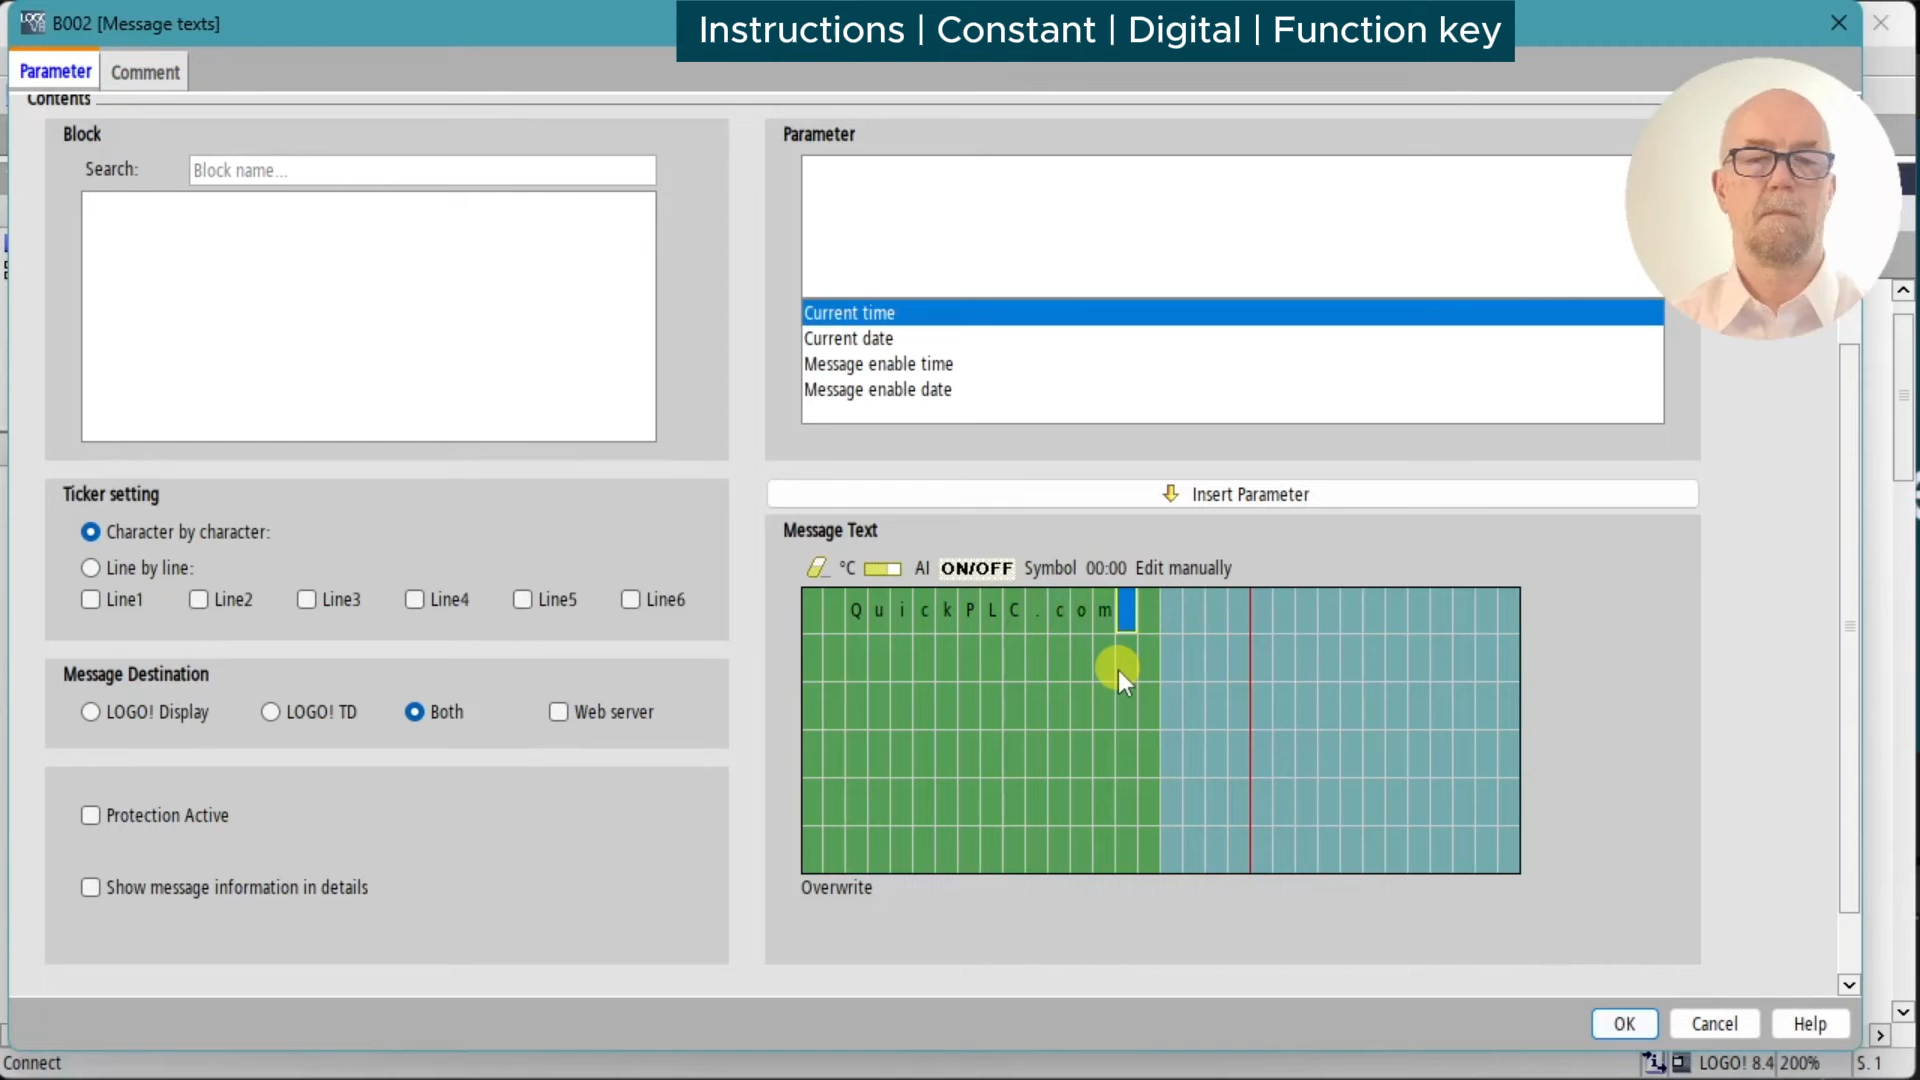 B002 [Message texts]
Instructions | Constant | Digital | Function key
Parameter
Comment
Contents
Block
Search:
Block name...
Parameter
Current time
Current date
Message enable time
Message enable date
Ticker setting
Character by character:
Line by line:
Line1
Line2
Line3
Line4
Line5
Line6
Insert Parameter
Message Text
°C
AI
ON/OFF
Symbol
00:00
Edit manually
QuickPLC.com
Overwrite
Message Destination
LOGO! Display
LOGO! TD
Both
Web server
Protection Active
Show message information in details
OK
Cancel
Help
Connect
LOGO! 8.4
200%
S. 1